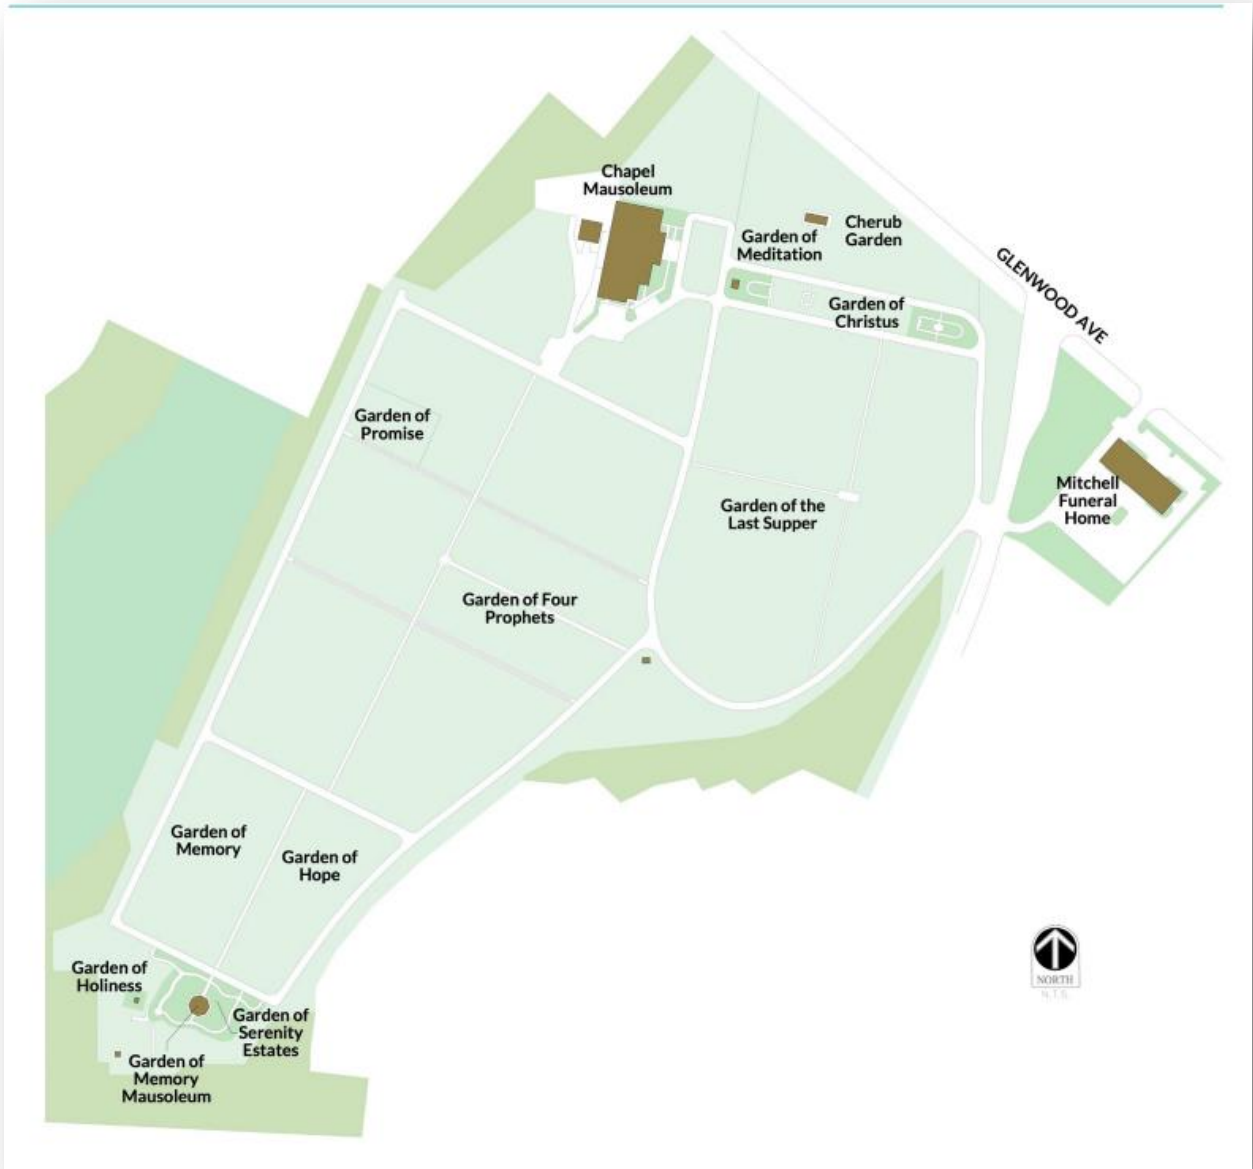 Chapel
Mausoleum
Cherub
Garden
Garden of
Meditation
GLENWOOD AVE
Garden of
Christus
Garden of
Promise
Mitchell
Funeral
Home
Garden of the
Last Supper
Garden of Four
Prophets
Garden of
Memory
Garden of
Hope
Garden of
Holiness
Garden of
Serenity
Estates
Garden of
Memory
Mausoleum
NORTH
N.T.S.